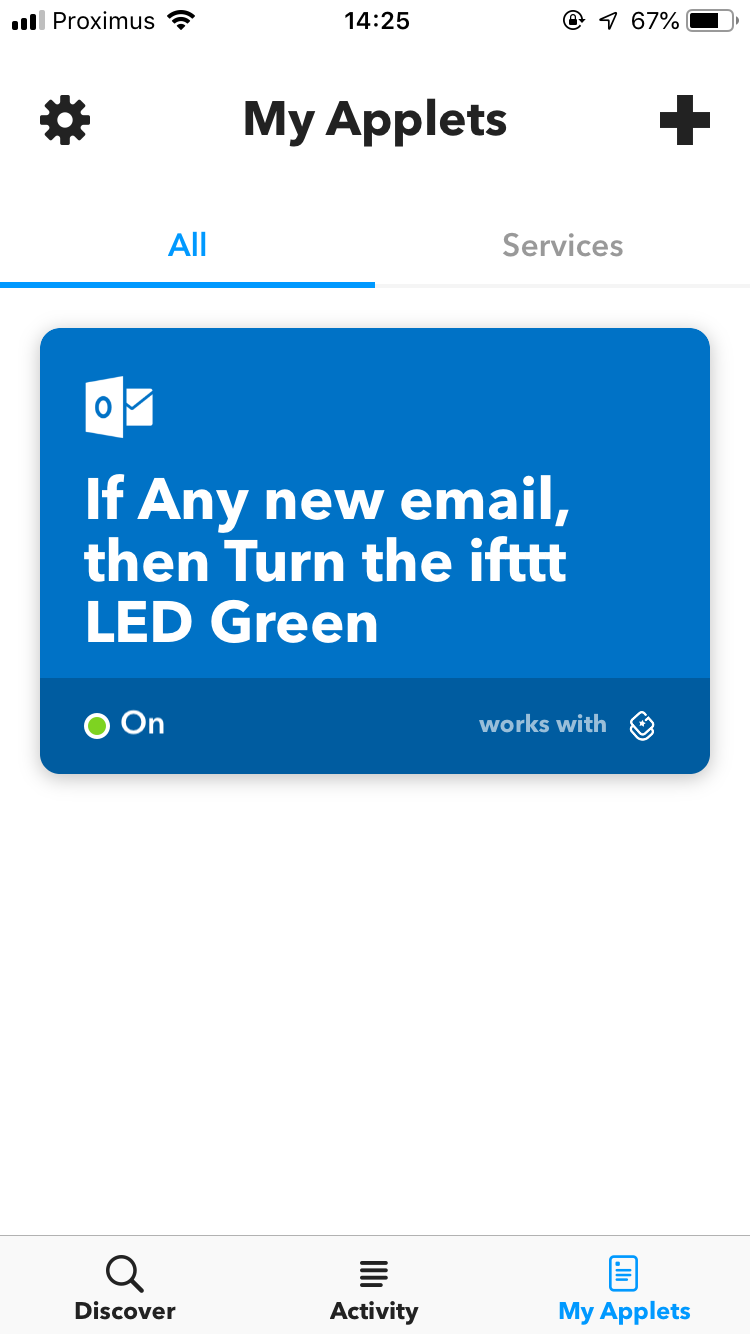 Proximus 14:25 67%
My Applets
All Services
If Any new email,
then Turn the ifttt
LED Green
On works with
Discover Activity My Applets